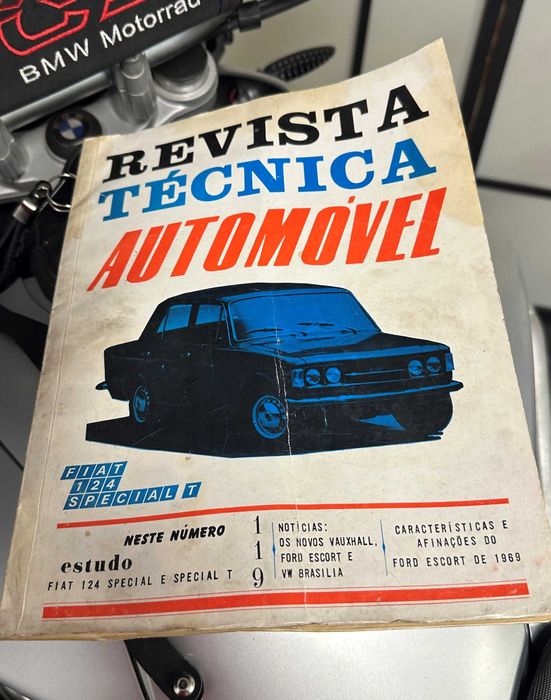 BMW Motorrad
REVISTA
TÉCNICA
AUTOMÓVEL
FIAT
124
SPECIAL T
NESTE NÚMERO
estudo
FIAT 124 SPECIAL E SPECIAL T
1
1
9
NOTÍCIAS:
OS NOVOS VAUXHALL,
FORD ESCORT E
VW BRASILIA
CARACTERÍSTICAS E
AFINAÇÕES DO
FORD ESCORT DE 1969